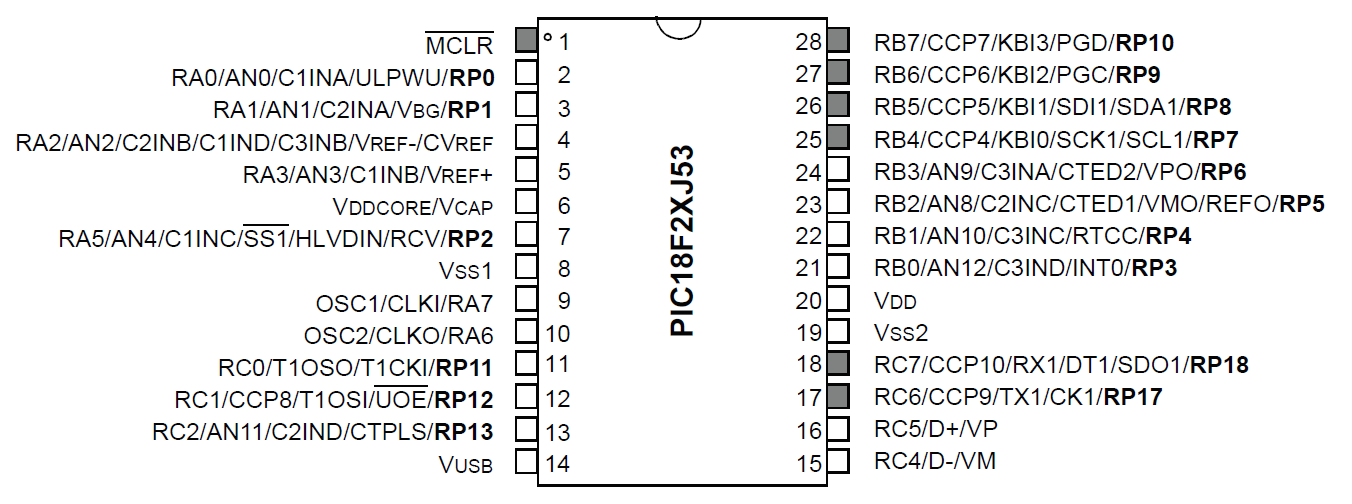 MCLR 1 28 RB7/CCP7/KBI3/PGD/RP10
RA0/AN0/C1INA/ULPWU/RP0 2 27 RB6/CCP6/KBI2/PGC/RP9
RA1/AN1/C2INA/VBG/RP1 3 26 RB5/CCP5/KBI1/SDI1/SDA1/RP8
RA2/AN2/C2INB/C1IND/C3INB/VREF-/CVREF 4 25 RB4/CCP4/KBI0/SCK1/SCL1/RP7
RA3/AN3/C1INB/VREF+ 5 24 RB3/AN9/C3INA/CTED2/VPO/RP6
VDDCORE/VCAP 6 23 RB2/AN8/C2INC/CTED1/VMO/REFO/RP5
RA5/AN4/C1INC/SS1/HLVDIN/RCV/RP2 7 22 RB1/AN10/C3INC/RTCC/RP4
VSS1 8 21 RB0/AN12/C3IND/INT0/RP3
OSC1/CLKI/RA7 9 20 VDD
OSC2/CLKO/RA6 10 19 VSS2
RC0/T1OSO/T1CKI/RP11 11 18 RC7/CCP10/RX1/DT1/SDO1/RP18
RC1/CCP8/T1OSI/UOE/RP12 12 17 RC6/CCP9/TX1/CK1/RP17
RC2/AN11/C2IND/CTPLS/RP13 13 16 RC5/D+/VP
VUSB 14 15 RC4/D-/VM
PIC18F2XJ53